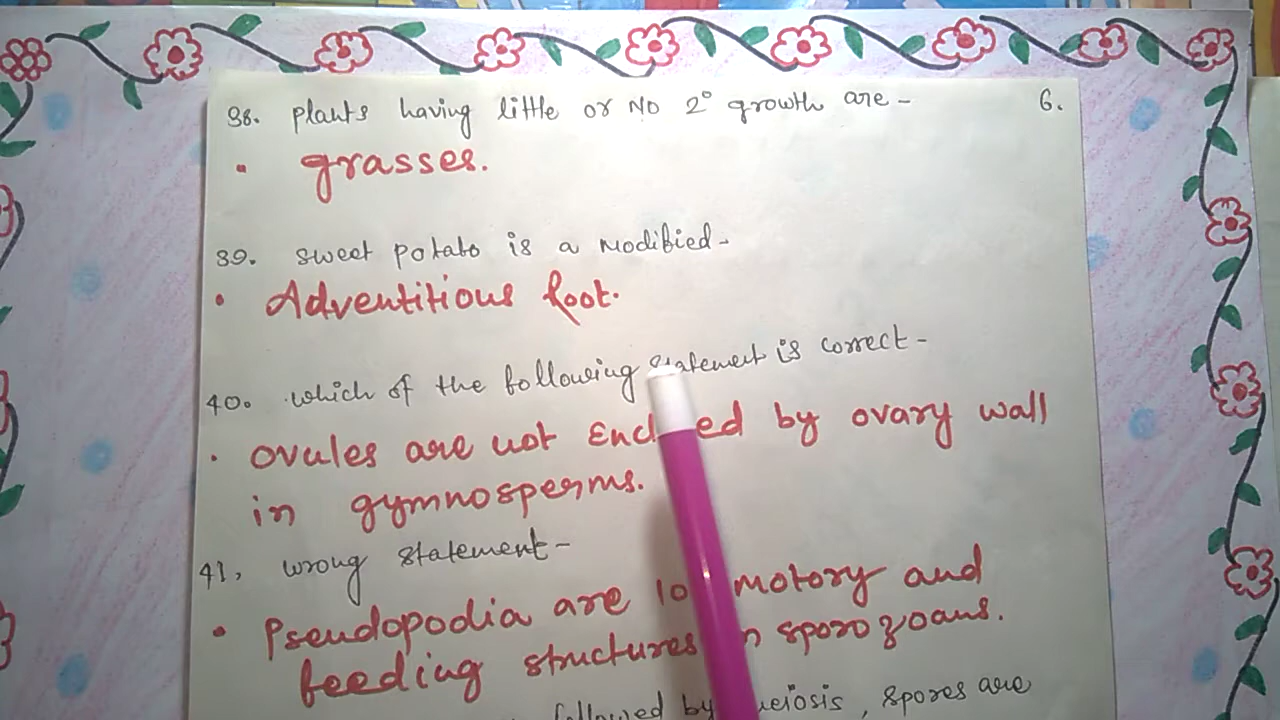 38. plants having little or No 2° growth are - 6.
• grasses.
39. sweet potato is a modified -
• Adventitious Root.
40. which of the following statement is correct -
• ovules are not Enclosed by ovary wall
in gymnosperms.
41, wrong statement -
• Pseudopodia are locomotory and
feeding structures in sporozoans.
followed by meiosis, spores are